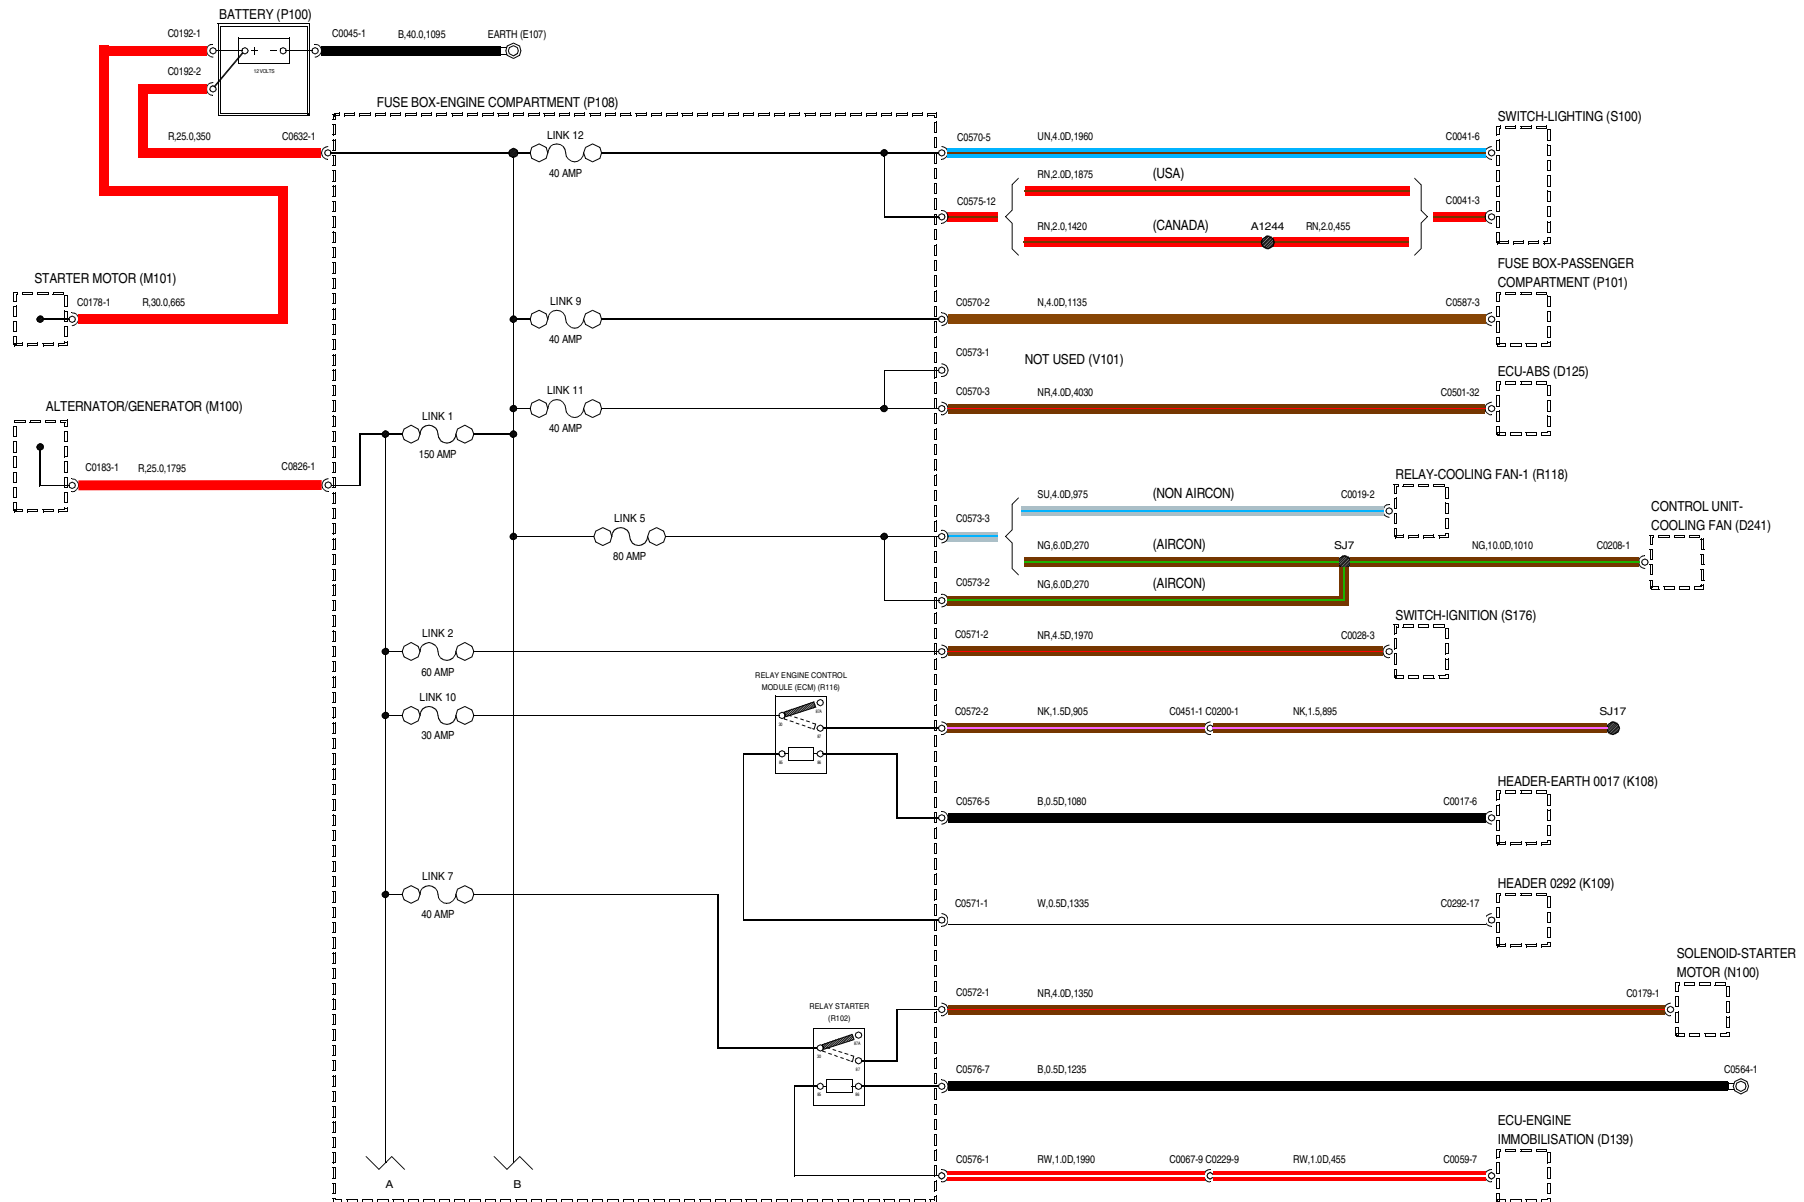 BATTERY (P100)
C0192-1
C0045-1
B,40.0,1095
EARTH (E107)
+ −
12 VOLTS
C0192-2
FUSE BOX-ENGINE COMPARTMENT (P108)
R,25.0,350
C0632-1
LINK 12
40 AMP
C0570-5
UN,4.0D,1960
C0041-6
SWITCH-LIGHTING (S100)
RN,2.0D,1875
(USA)
C0575-12
C0041-3
RN,2.0,1420
(CANADA)
A1244
RN,2.0,455
STARTER MOTOR (M101)
C0178-1
R,30.0,665
LINK 9
40 AMP
C0570-2
N,4.0D,1135
C0587-3
FUSE BOX-PASSENGER
COMPARTMENT (P101)
C0573-1
NOT USED (V101)
LINK 11
40 AMP
C0570-3
NR,4.0D,4030
C0501-32
ECU-ABS (D125)
ALTERNATOR/GENERATOR (M100)
LINK 1
150 AMP
C0183-1
R,25.0,1795
C0826-1
SU,4.0D,975
(NON AIRCON)
C0019-2
RELAY-COOLING FAN-1 (R118)
LINK 5
80 AMP
C0573-3
NG,6.0D,270
(AIRCON)
SJ7
NG,10.0D,1010
C0208-1
CONTROL UNIT-
COOLING FAN (D241)
C0573-2
NG,6.0D,270
(AIRCON)
LINK 2
60 AMP
C0571-2
NR,4.5D,1970
C0028-3
SWITCH-IGNITION (S176)
LINK 10
30 AMP
RELAY ENGINE CONTROL
MODULE (ECM) (R116)
87A
30
87
85
86
C0572-2
NK,1.5D,905
C0451-1 C0200-1
NK,1.5,895
SJ17
C0576-5
B,0.5D,1080
C0017-6
HEADER-EARTH 0017 (K108)
LINK 7
40 AMP
C0571-1
W,0.5D,1335
C0292-17
HEADER 0292 (K109)
C0572-1
NR,4.0D,1350
C0179-1
SOLENOID-STARTER
MOTOR (N100)
RELAY STARTER
(R102)
87A
30
87
85
86
C0576-7
B,0.5D,1235
C0564-1
C0576-1
RW,1.0D,1990
C0067-9 C0229-9
RW,1.0D,455
C0059-7
ECU-ENGINE
IMMOBILISATION (D139)
A
B